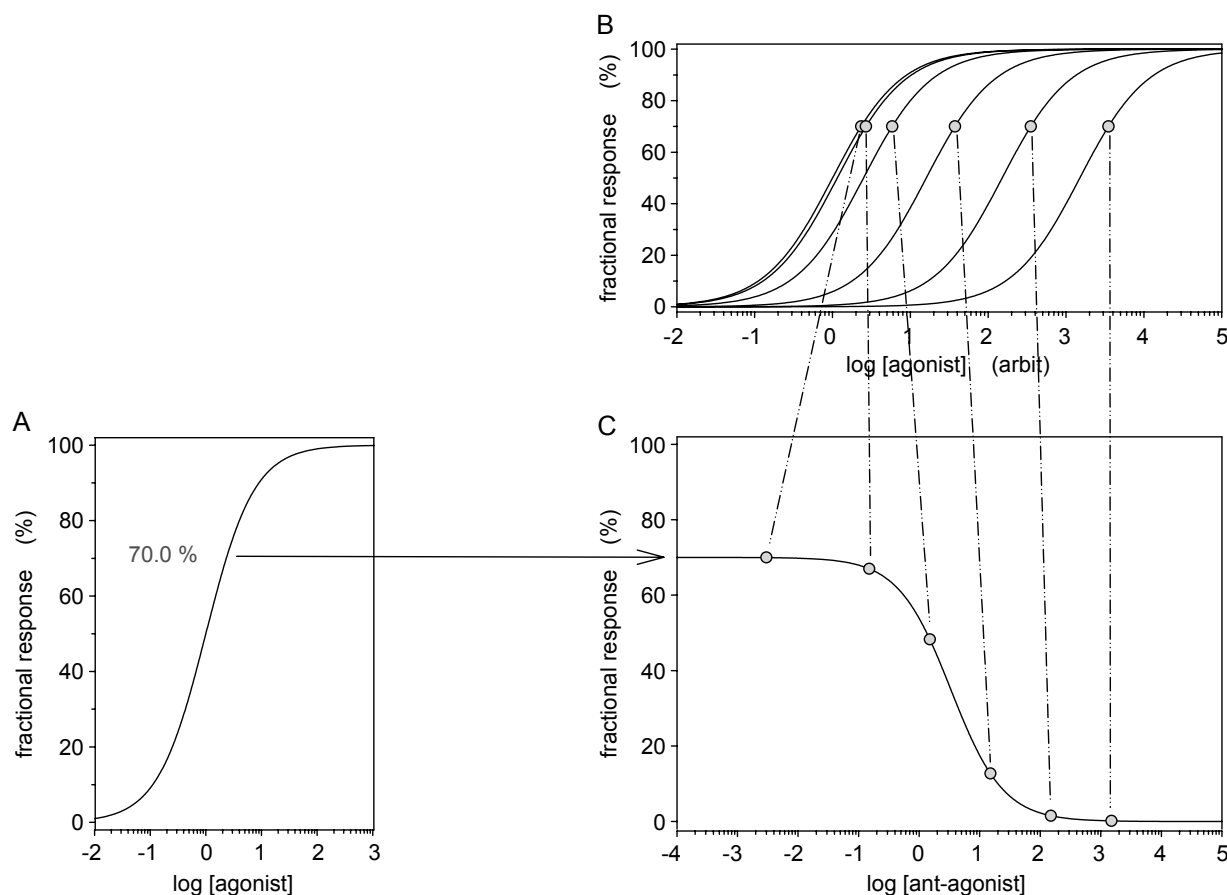 B
100
80
60
40
20
0
fractional response (%)
-2 -1 0 1 2 3 4 5
log [agonist] (arbit)
A
100
80
60
40
20
0
fractional response (%)
70.0 %
-2 -1 0 1 2 3
log [agonist]
C
100
80
60
40
20
0
fractional response (%)
-4 -3 -2 -1 0 1 2 3 4 5
log [ant-agonist]